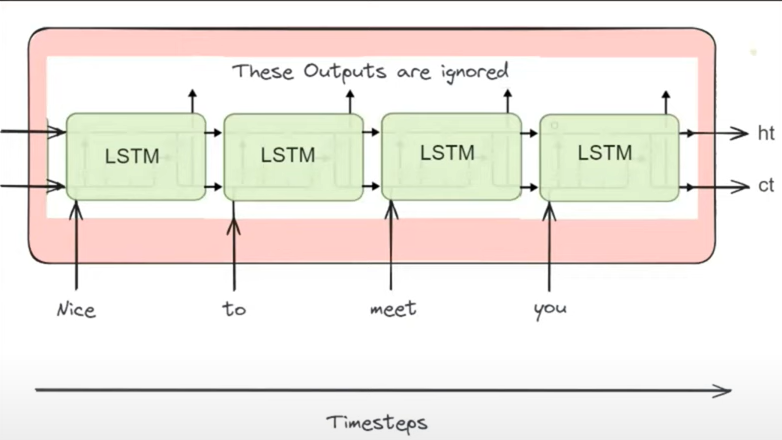 These Outputs are ignored
LSTM LSTM LSTM LSTM
ht
ct
Nice to meet you
Timesteps